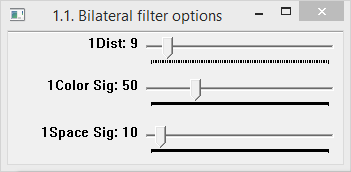 1.1. Bilateral filter options
1Dist: 9
1Color Sig: 50
1Space Sig: 10